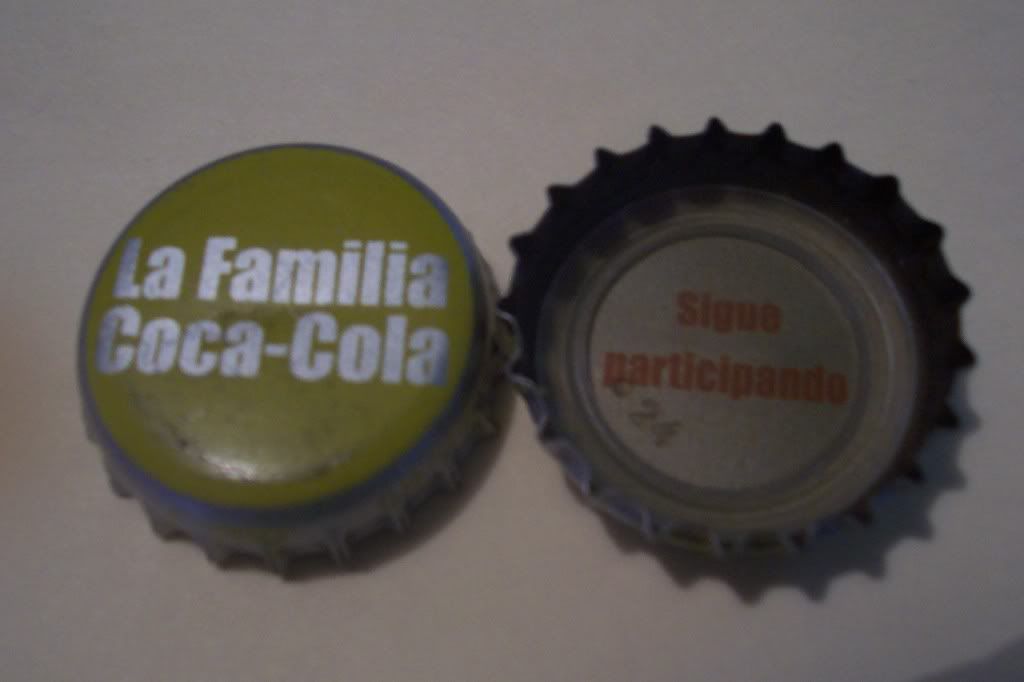 La Familia
Coca-Cola
Sigue
participando